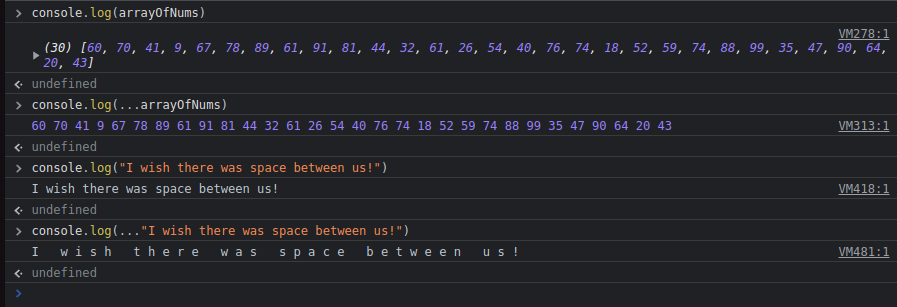 console.log(arrayOfNums)
VM278:1
(30) [60, 70, 41, 9, 67, 78, 89, 61, 91, 81, 44, 32, 61, 26, 54, 40, 76, 74, 18, 52, 59, 74, 88, 99, 35, 47, 90, 64,
20, 43]
undefined
console.log(...arrayOfNums)
60 70 41 9 67 78 89 61 91 81 44 32 61 26 54 40 76 74 18 52 59 74 88 99 35 47 90 64 20 43 VM313:1
undefined
console.log("I wish there was space between us!")
I wish there was space between us! VM418:1
undefined
console.log(..."I wish there was space between us!")
I   w i s h   t h e r e   w a s   s p a c e   b e t w e e n   u s ! VM481:1
undefined